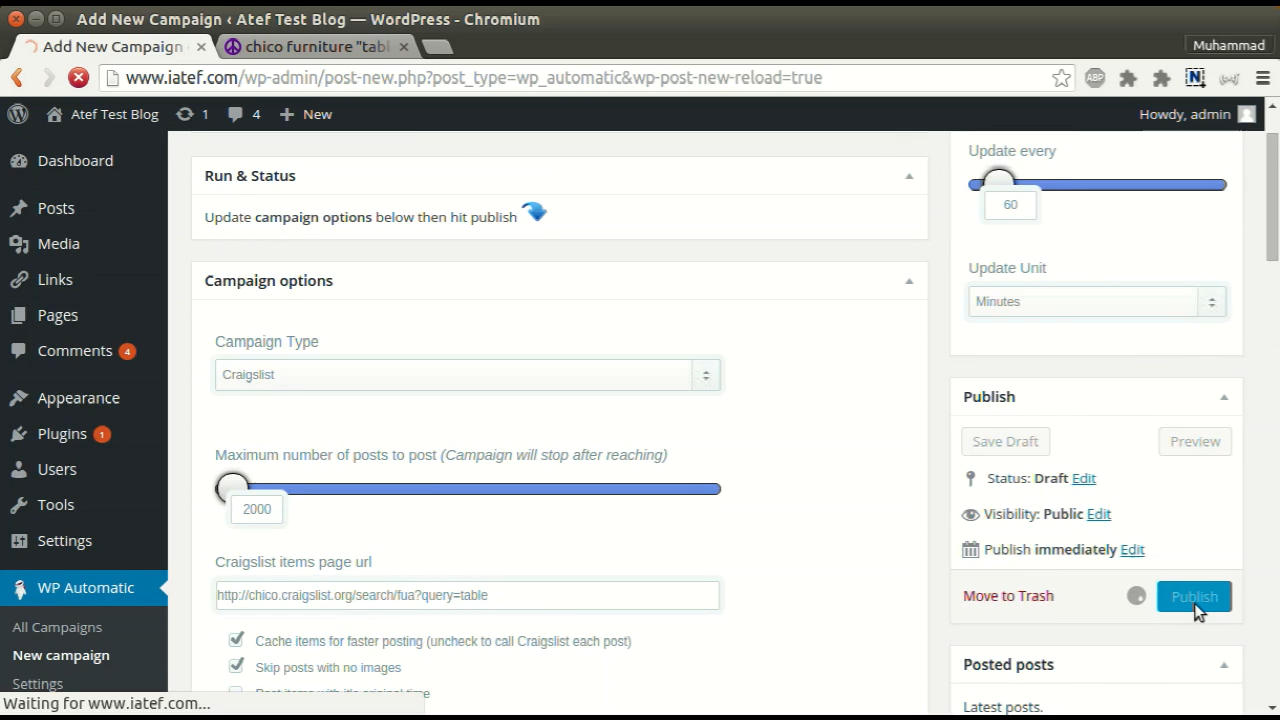 Add New Campaign ‹ Atef Test Blog — WordPress - Chromium
Add New Campaign
chico furniture "tabl
Muhammad
www.iatef.com/wp-admin/post-new.php?post_type=wp_automatic&wp-post-new-reload=true
ABP
N
Atef Test Blog
1
4
New
Howdy, admin
Dashboard
Posts
Media
Links
Pages
Comments 4
Appearance
Plugins 1
Users
Tools
Settings
WP Automatic
All Campaigns
New campaign
Settings
Run & Status
Update campaign options below then hit publish
Campaign options
Campaign Type
Craigslist
Maximum number of posts to post (Campaign will stop after reaching)
2000
Craigslist items page url
http://chico.craigslist.org/search/fua?query=table
Cache items for faster posting (uncheck to call Craigslist each post)
Skip posts with no images
Post items with it's original time
Update every
60
Update Unit
Minutes
Publish
Save Draft
Preview
Status: Draft Edit
Visibility: Public Edit
Publish immediately Edit
Move to Trash
Publish
Posted posts
Latest posts.
Waiting for www.iatef.com...